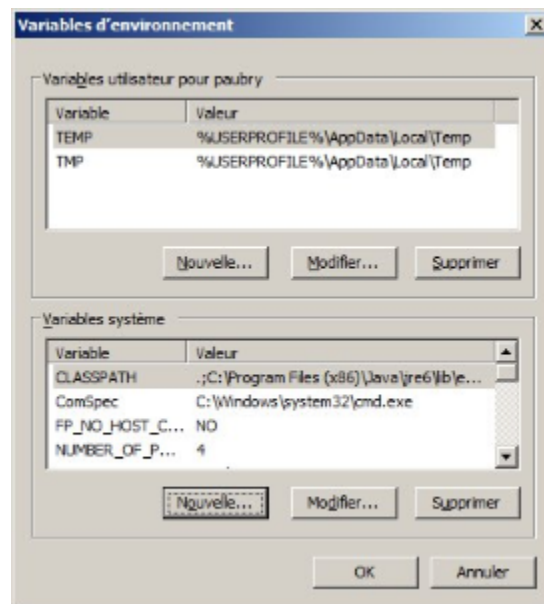 Variables d'environnement
Variables utilisateur pour paubry
Variable Valeur
TEMP %USERPROFILE%\AppData\Local\Temp
TMP %USERPROFILE%\AppData\Local\Temp
Nouvelle... Modifier... Supprimer
Variables système
Variable Valeur
CLASSPATH .;C:\Program Files (x86)\Java\jre6\lib\e...
ComSpec C:\Windows\system32\cmd.exe
FP_NO_HOST_C... NO
NUMBER_OF_P... 4
Nouvelle... Modifier... Supprimer
OK Annuler